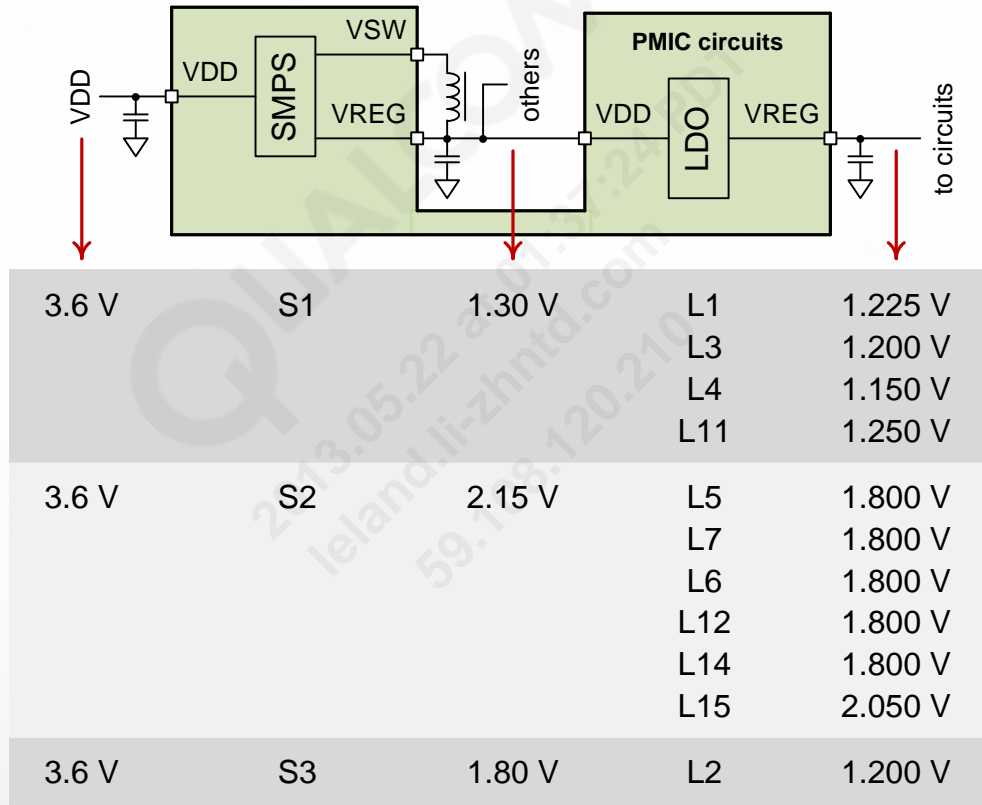 VSW
PMIC circuits
VDD
VDD
SMPS
VREG
others
VDD
LDO
VREG
to circuits
3.6 V S1 1.30 V L1 1.225 V
L3 1.200 V
L4 1.150 V
L11 1.250 V
3.6 V S2 2.15 V L5 1.800 V
L7 1.800 V
L6 1.800 V
L12 1.800 V
L14 1.800 V
L15 2.050 V
3.6 V S3 1.80 V L2 1.200 V